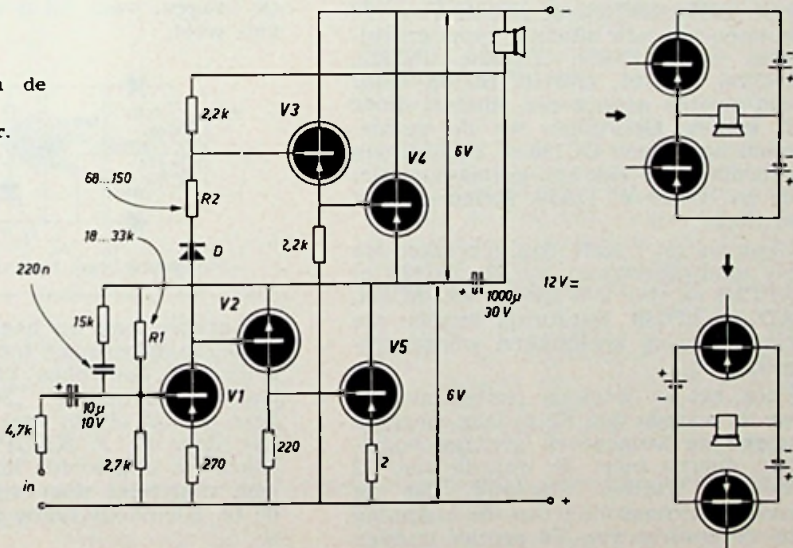 n de
r.
2,2k
V3
V4
6V
68...150
R2
18...33k
D
2,2k
220n
+
1000µ
30 V
12V=
15k
R1
V2
V5
+
10µ
10V
V1
6V
4,7k
2,7k
270
220
2
in
-
+
-
+
-
+
+
-
-
+